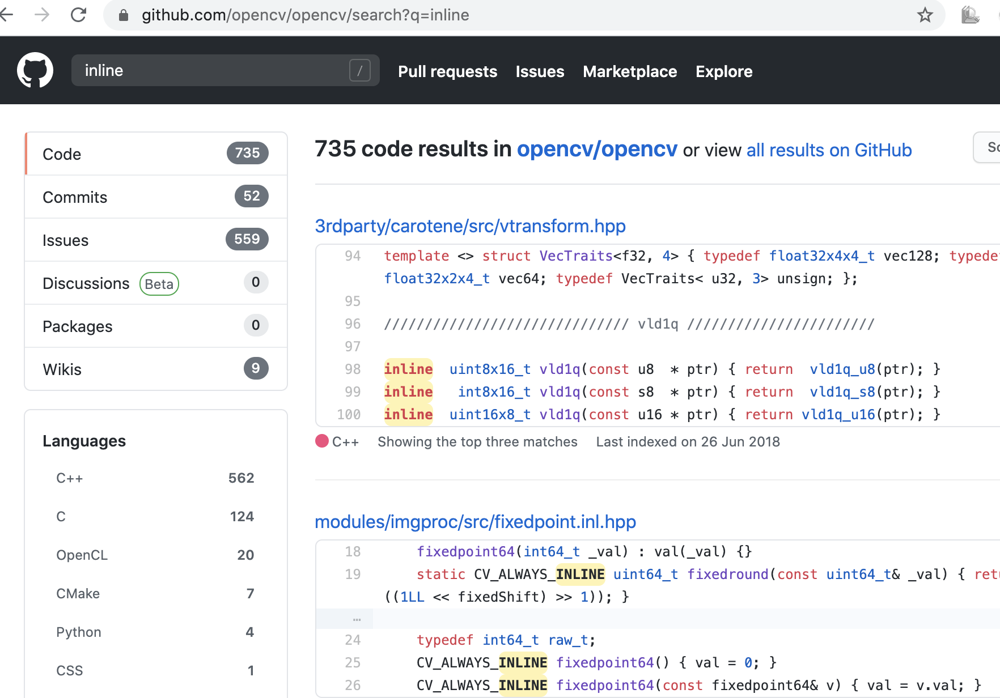 github.com/opencv/opencv/search?q=inline
inline / Pull requests Issues Marketplace Explore
Code 735
Commits 52
Issues 559
Discussions Beta 0
Packages 0
Wikis 9
Languages
C++ 562
C 124
OpenCL 20
CMake 7
Python 4
CSS 1
735 code results in opencv/opencv or view all results on GitHub
3rdparty/carotene/src/vtransform.hpp
94 template <> struct VecTraits<f32, 4> { typedef float32x4x4_t vec128;
float32x2x4_t vec64; typedef VecTraits< u32, 3> unsign; };
95
96 ////////////////////////////// vld1q ///////////////////////
97
98 inline  uint8x16_t vld1q(const u8  * ptr) { return  vld1q_u8(ptr); }
99 inline   int8x16_t vld1q(const s8  * ptr) { return  vld1q_s8(ptr); }
100 inline  uint16x8_t vld1q(const u16 * ptr) { return vld1q_u16(ptr); }
C++ Showing the top three matches Last indexed on 26 Jun 2018
modules/imgproc/src/fixedpoint.inl.hpp
18 fixedpoint64(int64_t _val) : val(_val) {}
19 static CV_ALWAYS_INLINE uint64_t fixedround(const uint64_t& _val) {
((1LL << fixedShift) >> 1)); }
…
24 typedef int64_t raw_t;
25 CV_ALWAYS_INLINE fixedpoint64() { val = 0; }
26 CV_ALWAYS_INLINE fixedpoint64(const fixedpoint64& v) { val = v.val; }